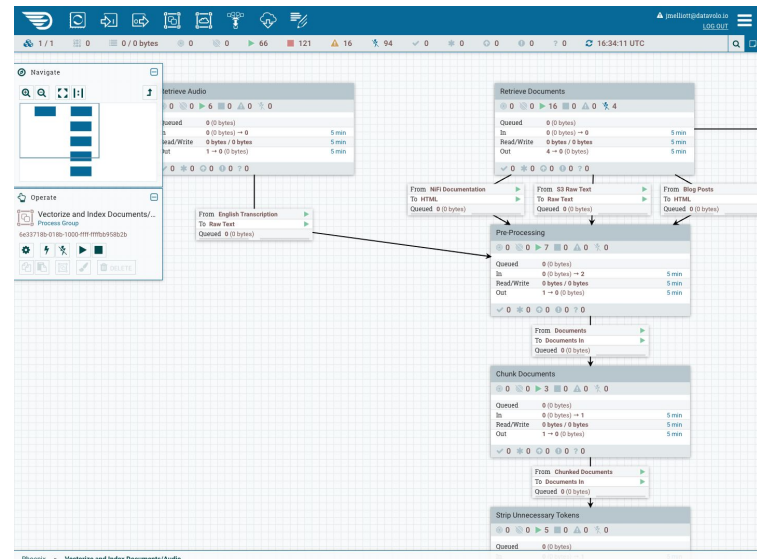 jmelliott@datavolo.io
LOG OUT
1 / 1 0 0 / 0 bytes 0 0 66 121 16 94 0 0 0 0 ? 0 16:34:11 UTC
Navigate
Operate
Vectorize and Index Documents/...
Process Group
6e33718b-018b-1000-ffff-ffffbb958b2b
DELETE
Retrieve Audio
0 0 6 0 0 0
Queued 0 (0 bytes)
In 0 (0 bytes) → 0 5 min
Read/Write 0 bytes / 0 bytes 5 min
Out 1 → 0 (0 bytes) 5 min
0 0 0 0 ? 0
From English Transcription
To Raw Text
Queued 0 (0 bytes)
Retrieve Documents
0 0 16 0 0 4
Queued 0 (0 bytes)
In 0 (0 bytes) → 0 5 min
Read/Write 0 bytes / 0 bytes 5 min
Out 4 → 0 (0 bytes) 5 min
0 0 0 0 ? 0
From NiFi Documentation
To HTML
Queued 0 (0 bytes)
From S3 Raw Text
To Raw Text
Queued 0 (0 bytes)
From Blog Posts
To HTML
Queued 0 (0 bytes)
Pre-Processing
0 0 7 0 0 0
Queued 0 (0 bytes)
In 0 (0 bytes) → 2 5 min
Read/Write 0 bytes / 0 bytes 5 min
Out 1 → 0 (0 bytes) 5 min
0 0 0 0 ? 0
From Documents
To Documents In
Queued 0 (0 bytes)
Chunk Documents
0 0 3 0 0 0
Queued 0 (0 bytes)
In 0 (0 bytes) → 1 5 min
Read/Write 0 bytes / 0 bytes 5 min
Out 1 → 0 (0 bytes) 5 min
0 0 0 0 ? 0
From Chunked Documents
To Documents In
Queued 0 (0 bytes)
Strip Unnecessary Tokens
0 0 5 0 0 0
Queued 0 (0 bytes)
Phoenix » Vectorize and Index Documents/Audio